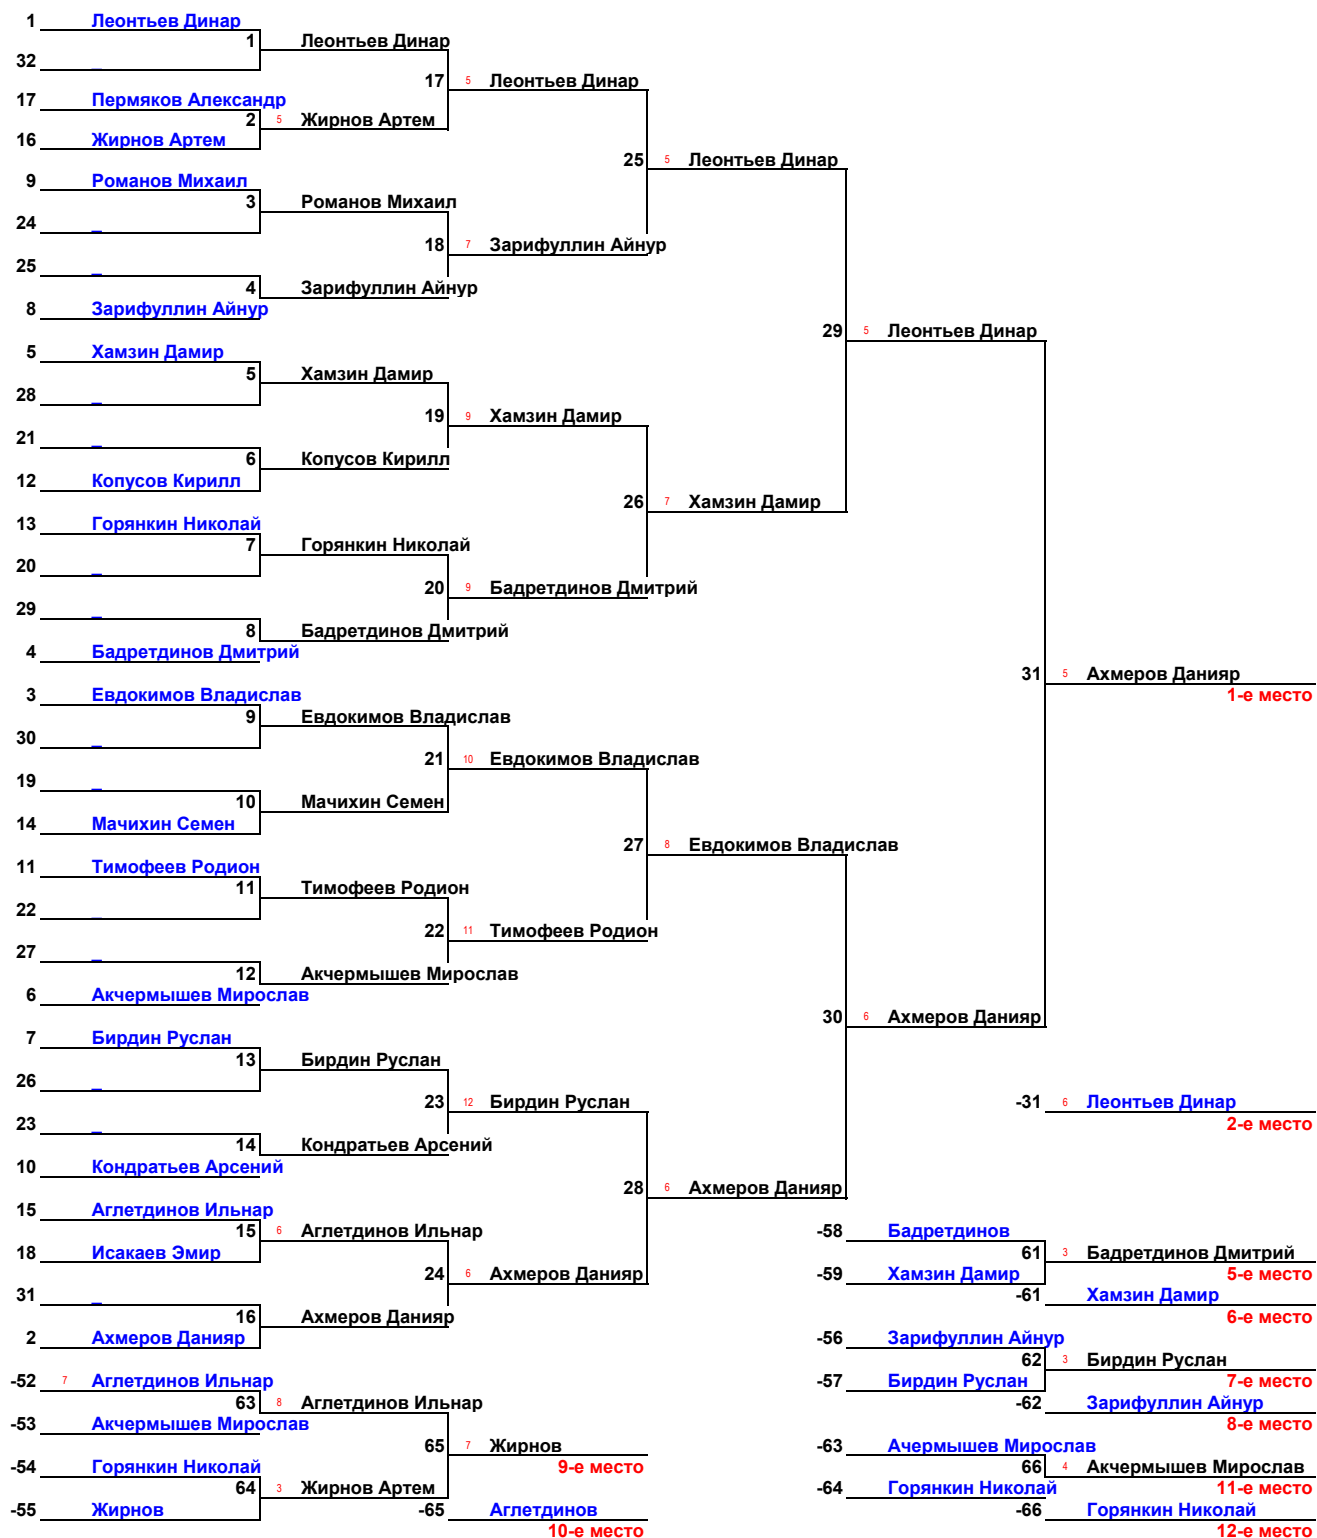 1 Леонтьев Динар
1 Леонтьев Динар
32 _
17 5 Леонтьев Динар
17 Пермяков Александр
2 5 Жирнов Артем
16 Жирнов Артем
25 5 Леонтьев Динар
9 Романов Михаил
3 Романов Михаил
24 _
18 7 Зарифуллин Айнур
25 _
4 Зарифуллин Айнур
8 Зарифуллин Айнур
29 5 Леонтьев Динар
5 Хамзин Дамир
5 Хамзин Дамир
28 _
19 9 Хамзин Дамир
21 _
6 Копусов Кирилл
12 Копусов Кирилл
26 7 Хамзин Дамир
13 Горянкин Николай
7 Горянкин Николай
20 _
20 9 Бадретдинов Дмитрий
29 _
8 Бадретдинов Дмитрий
4 Бадретдинов Дмитрий
31 5 Ахмеров Данияр
1-е место
3 Евдокимов Владислав
9 Евдокимов Владислав
30 _
21 10 Евдокимов Владислав
19 _
10 Мачихин Семен
14 Мачихин Семен
27 8 Евдокимов Владислав
11 Тимофеев Родион
11 Тимофеев Родион
22 _
22 11 Тимофеев Родион
27 _
12 Акчермышев Мирослав
6 Акчермышев Мирослав
30 6 Ахмеров Данияр
7 Бирдин Руслан
13 Бирдин Руслан
26 _
23 12 Бирдин Руслан
-31 6 Леонтьев Динар
2-е место
23 _
14 Кондратьев Арсений
10 Кондратьев Арсений
28 6 Ахмеров Данияр
15 Аглетдинов Ильнар
15 6 Аглетдинов Ильнар
18 Исакаев Эмир
24 6 Ахмеров Данияр
31 _
16 Ахмеров Данияр
2 Ахмеров Данияр
-58 Бадретдинов
61 3 Бадретдинов Дмитрий
-59 Хамзин Дамир
5-е место
-61 Хамзин Дамир
6-е место
-56 Зарифуллин Айнур
62 3 Бирдин Руслан
-57 Бирдин Руслан
7-е место
-62 Зарифуллин Айнур
8-е место
-52 7 Аглетдинов Ильнар
63 8 Аглетдинов Ильнар
-53 Акчермышев Мирослав
65 7 Жирнов
9-е место
-54 Горянкин Николай
64 3 Жирнов Артем
-55 Жирнов
-65 Аглетдинов
10-е место
-63 Ачермышев Мирослав
66 4 Акчермышев Мирослав
-64 Горянкин Николай
11-е место
-66 Горянкин Николай
12-е место